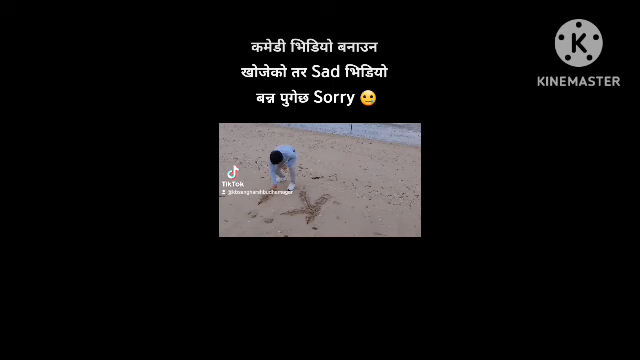 कमेडी भिडियो बनाउन
खोजेको तर Sad भिडियो
बन्न पुगेछ Sorry 😐
KINEMASTER
TikTok